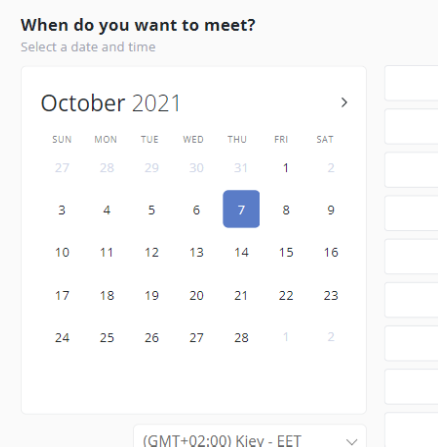 When do you want to meet?
Select a date and time
October 2021
SUN MON TUE WED THU FRI SAT
27 28 29 30 31 1 2
3 4 5 6 7 8 9
10 11 12 13 14 15 16
17 18 19 20 21 22 23
24 25 26 27 28 1 2
(GMT+02:00) Kiev - EET